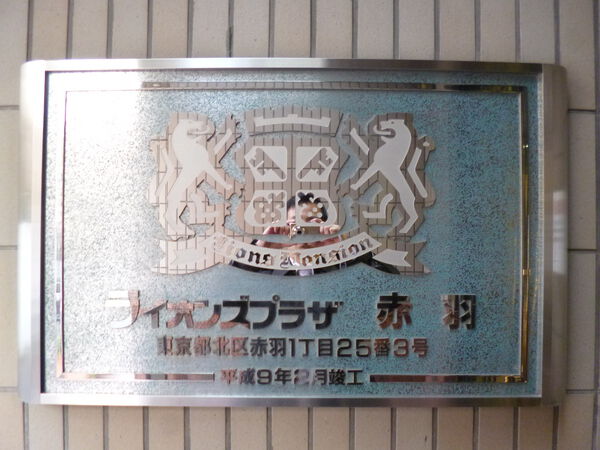 Lions Mansion
ライオンズプラザ 赤羽
東京都北区赤羽1丁目25番3号
平成9年2月竣工